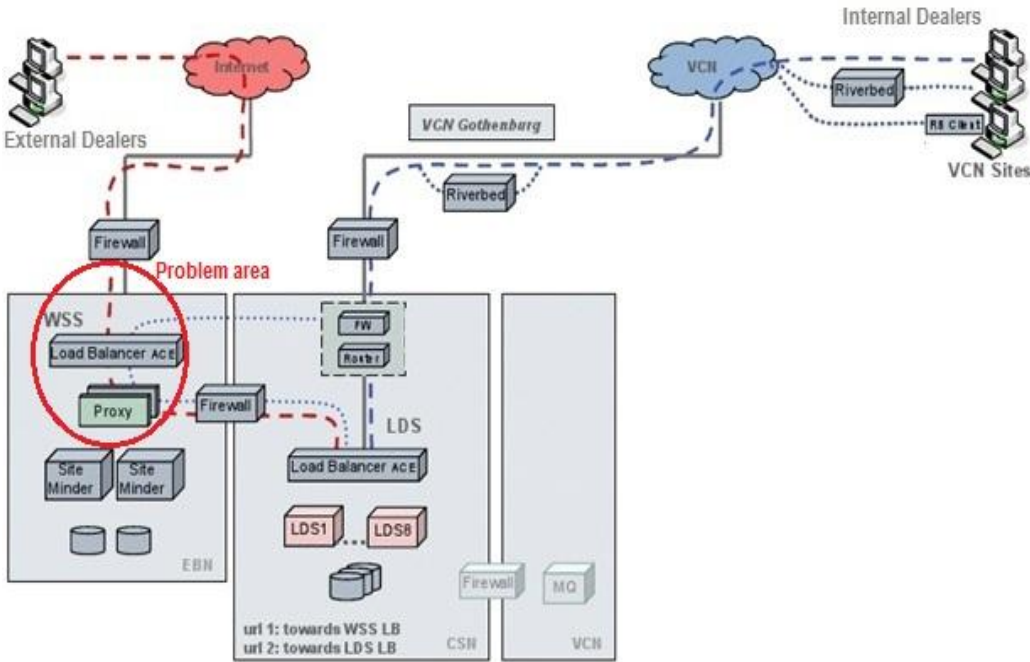 Internal Dealers
Internet
VCN
Riverbed
RB Client
External Dealers
VCN Gothenburg
VCN Sites
Riverbed
Firewall
Firewall
Problem area
WSS
FW
Load Balancer ACE
Router
Proxy
Firewall
LDS
Site
Minder
Site
Minder
Load Balancer ACE
LDS1
LDS8
EBN
Firewall
MQ
url 1: towards WSS LB
url 2: towards LDS LB
CSN
VCN